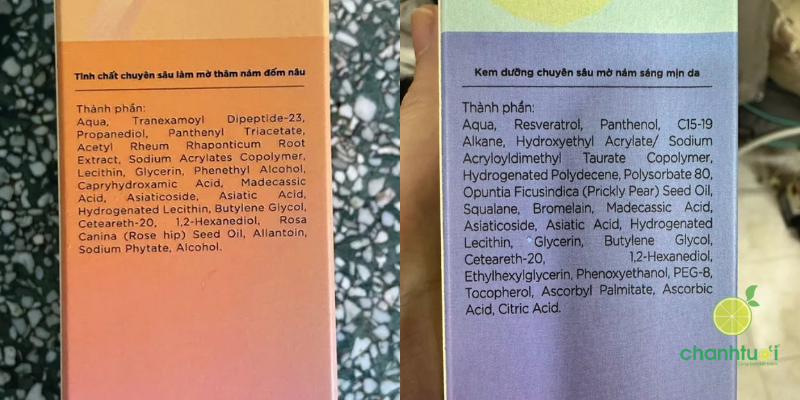 Tinh chất chuyên sâu làm mờ thâm nám đốm nâu
Thành phần:
Aqua, Tranexamoyl Dipeptide-23,
Propanediol, Panthenyl Triacetate,
Acetyl Rheum Rhaponticum Root
Extract, Sodium Acrylates Copolymer,
Lecithin, Glycerin, Phenethyl Alcohol,
Capryhydroxamic Acid, Madecassic
Acid, Asiaticoside, Asiatic Acid,
Hydrogenated Lecithin, Butylene Glycol,
Ceteareth-20, 1,2-Hexanediol, Rosa
Canina (Rose hip) Seed Oil, Allantoin,
Sodium Phytate, Alcohol.
Kem dưỡng chuyên sâu mờ nám sáng mịn da
Thành phần:
Aqua, Resveratrol, Panthenol, C15-19
Alkane, Hydroxyethyl Acrylate/ Sodium
Acryloyldimethyl Taurate Copolymer,
Hydrogenated Polydecene, Polysorbate 80,
Opuntia Ficusindica (Prickly Pear) Seed Oil,
Squalane, Bromelain, Madecassic Acid,
Asiaticoside, Asiatic Acid, Hydrogenated
Lecithin, Glycerin, Butylene Glycol,
Ceteareth-20, 1,2-Hexanediol,
Ethylhexylglycerin, Phenoxyethanol, PEG-8,
Tocopherol, Ascorbyl Palmitate, Ascorbic
Acid, Citric Acid.
chanhtươi